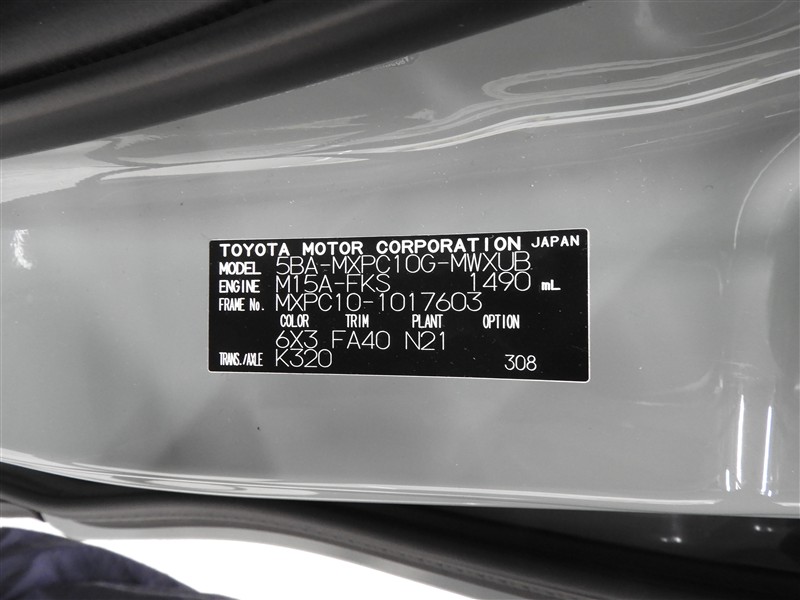 TOYOTA MOTOR CORPORATION JAPAN
MODEL 5BA-MXPC10G-MWXUB
ENGINE M15A-FKS 1490 mL
FRAME No. MXPC10-1017603
COLOR TRIM PLANT OPTION
6X3 FA40 N21
TRANS./AXLE K320 308